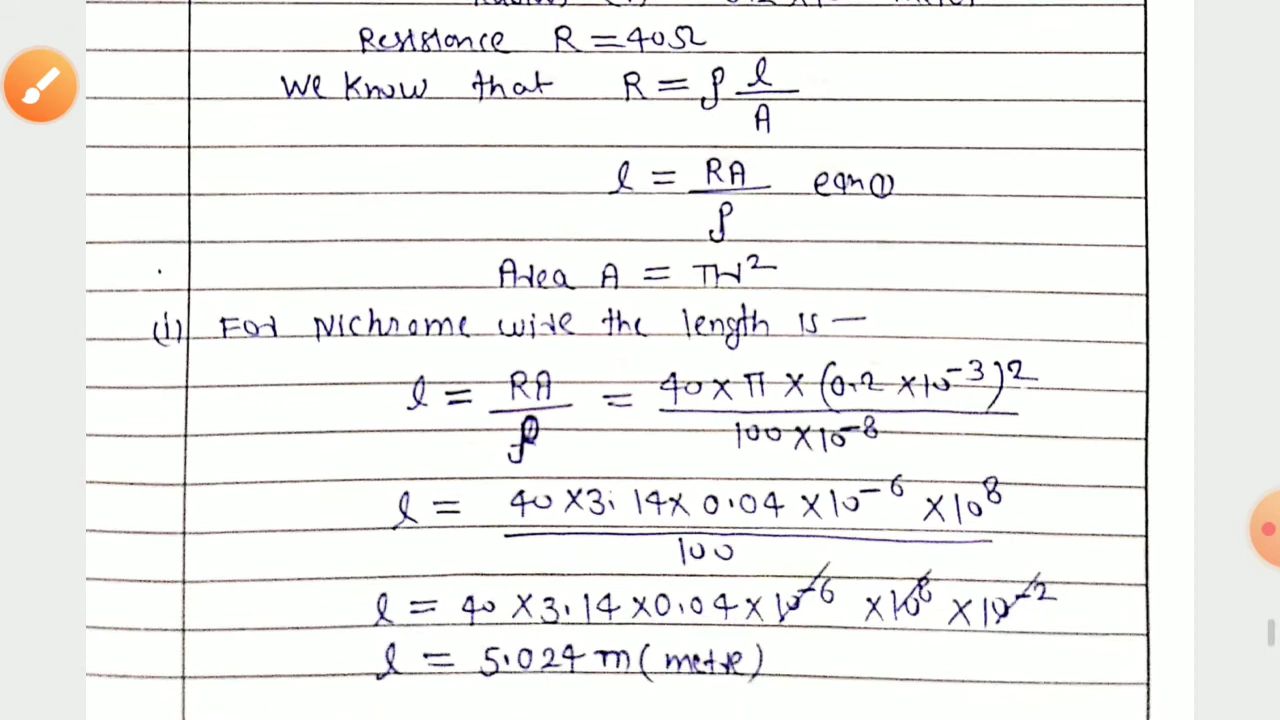 Resistance R = 40Ω
We know that R = ρ l/A
l = RA/ρ eqn①
Area A = πr²
(i) For Nichrome wire the length is —
l = RA/ρ = 40 × π × (0.2 × 10⁻³)²/100 × 10⁻⁸
l = 40 × 3.14 × 0.04 × 10⁻⁶ × 10⁸/100
l = 40 × 3.14 × 0.04 × 10⁻⁶ × 10⁸ × 10⁻²
l = 5.024 m (metre)